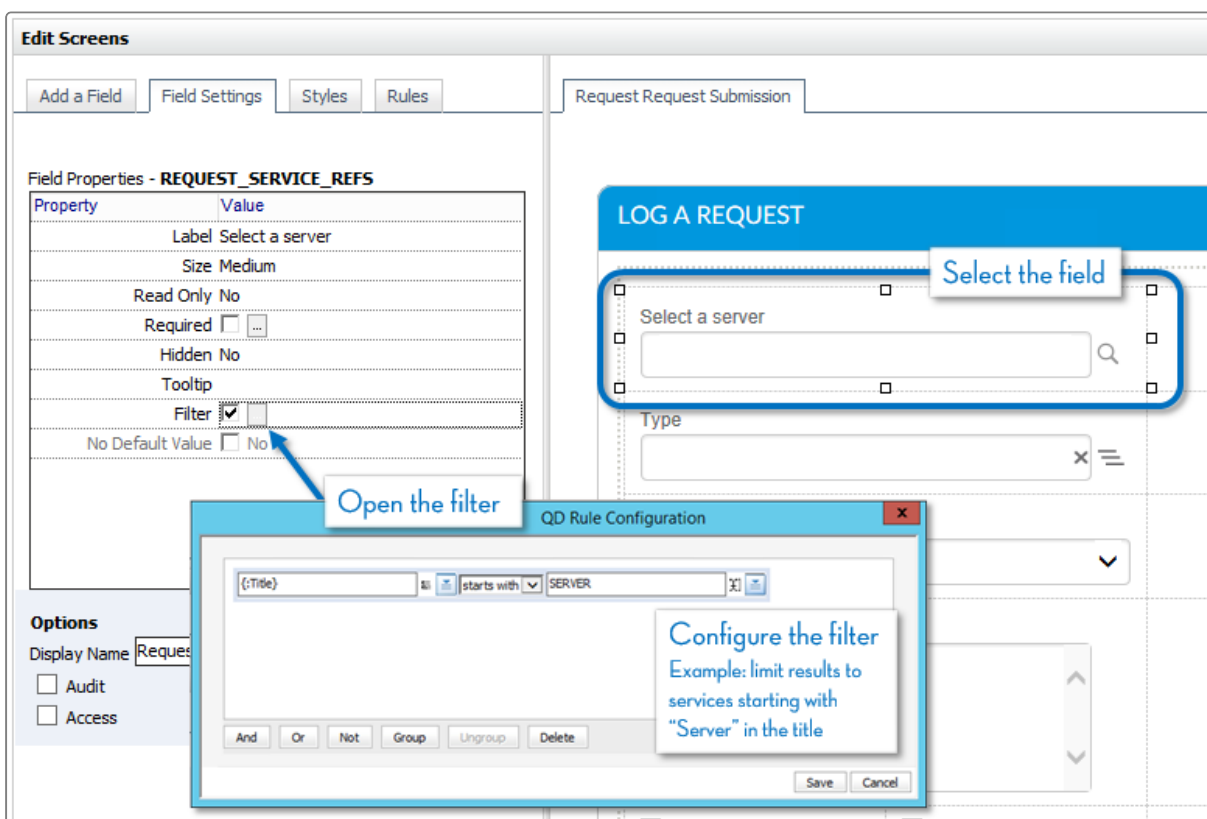 Edit Screens
Add a Field
Field Settings
Styles
Rules
Request Request Submission
Field Properties - REQUEST_SERVICE_REFS
Property Value
Label Select a server
Size Medium
Read Only No
Required ...
Hidden No
Tooltip
Filter
No Default Value No
Open the filter
LOG A REQUEST
Select the field
Select a server
Type
QD Rule Configuration
x
{:Title} starts with SERVER
Configure the filter
Example: limit results to
services starting with
"Server" in the title
And Or Not Group Ungroup Delete
Save Cancel
Options
Display Name Reques
Audit
Access